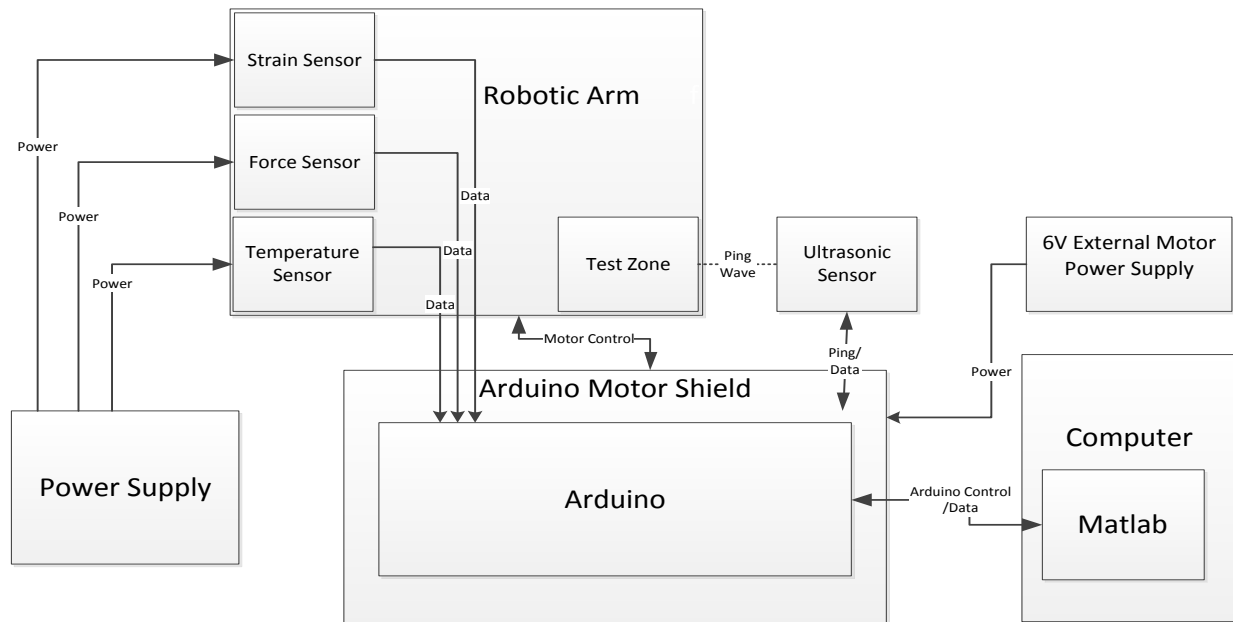 Strain Sensor
Robotic Arm
Power
Force Sensor
Data
Power
Temperature
Sensor
Data
Test Zone
Ping
Wave
Ultrasonic
Sensor
6V External Motor
Power Supply
Power
Data
Motor Control
Ping/
Data
Power
Arduino Motor Shield
Computer
Power Supply
Arduino
Arduino Control
/Data
Matlab